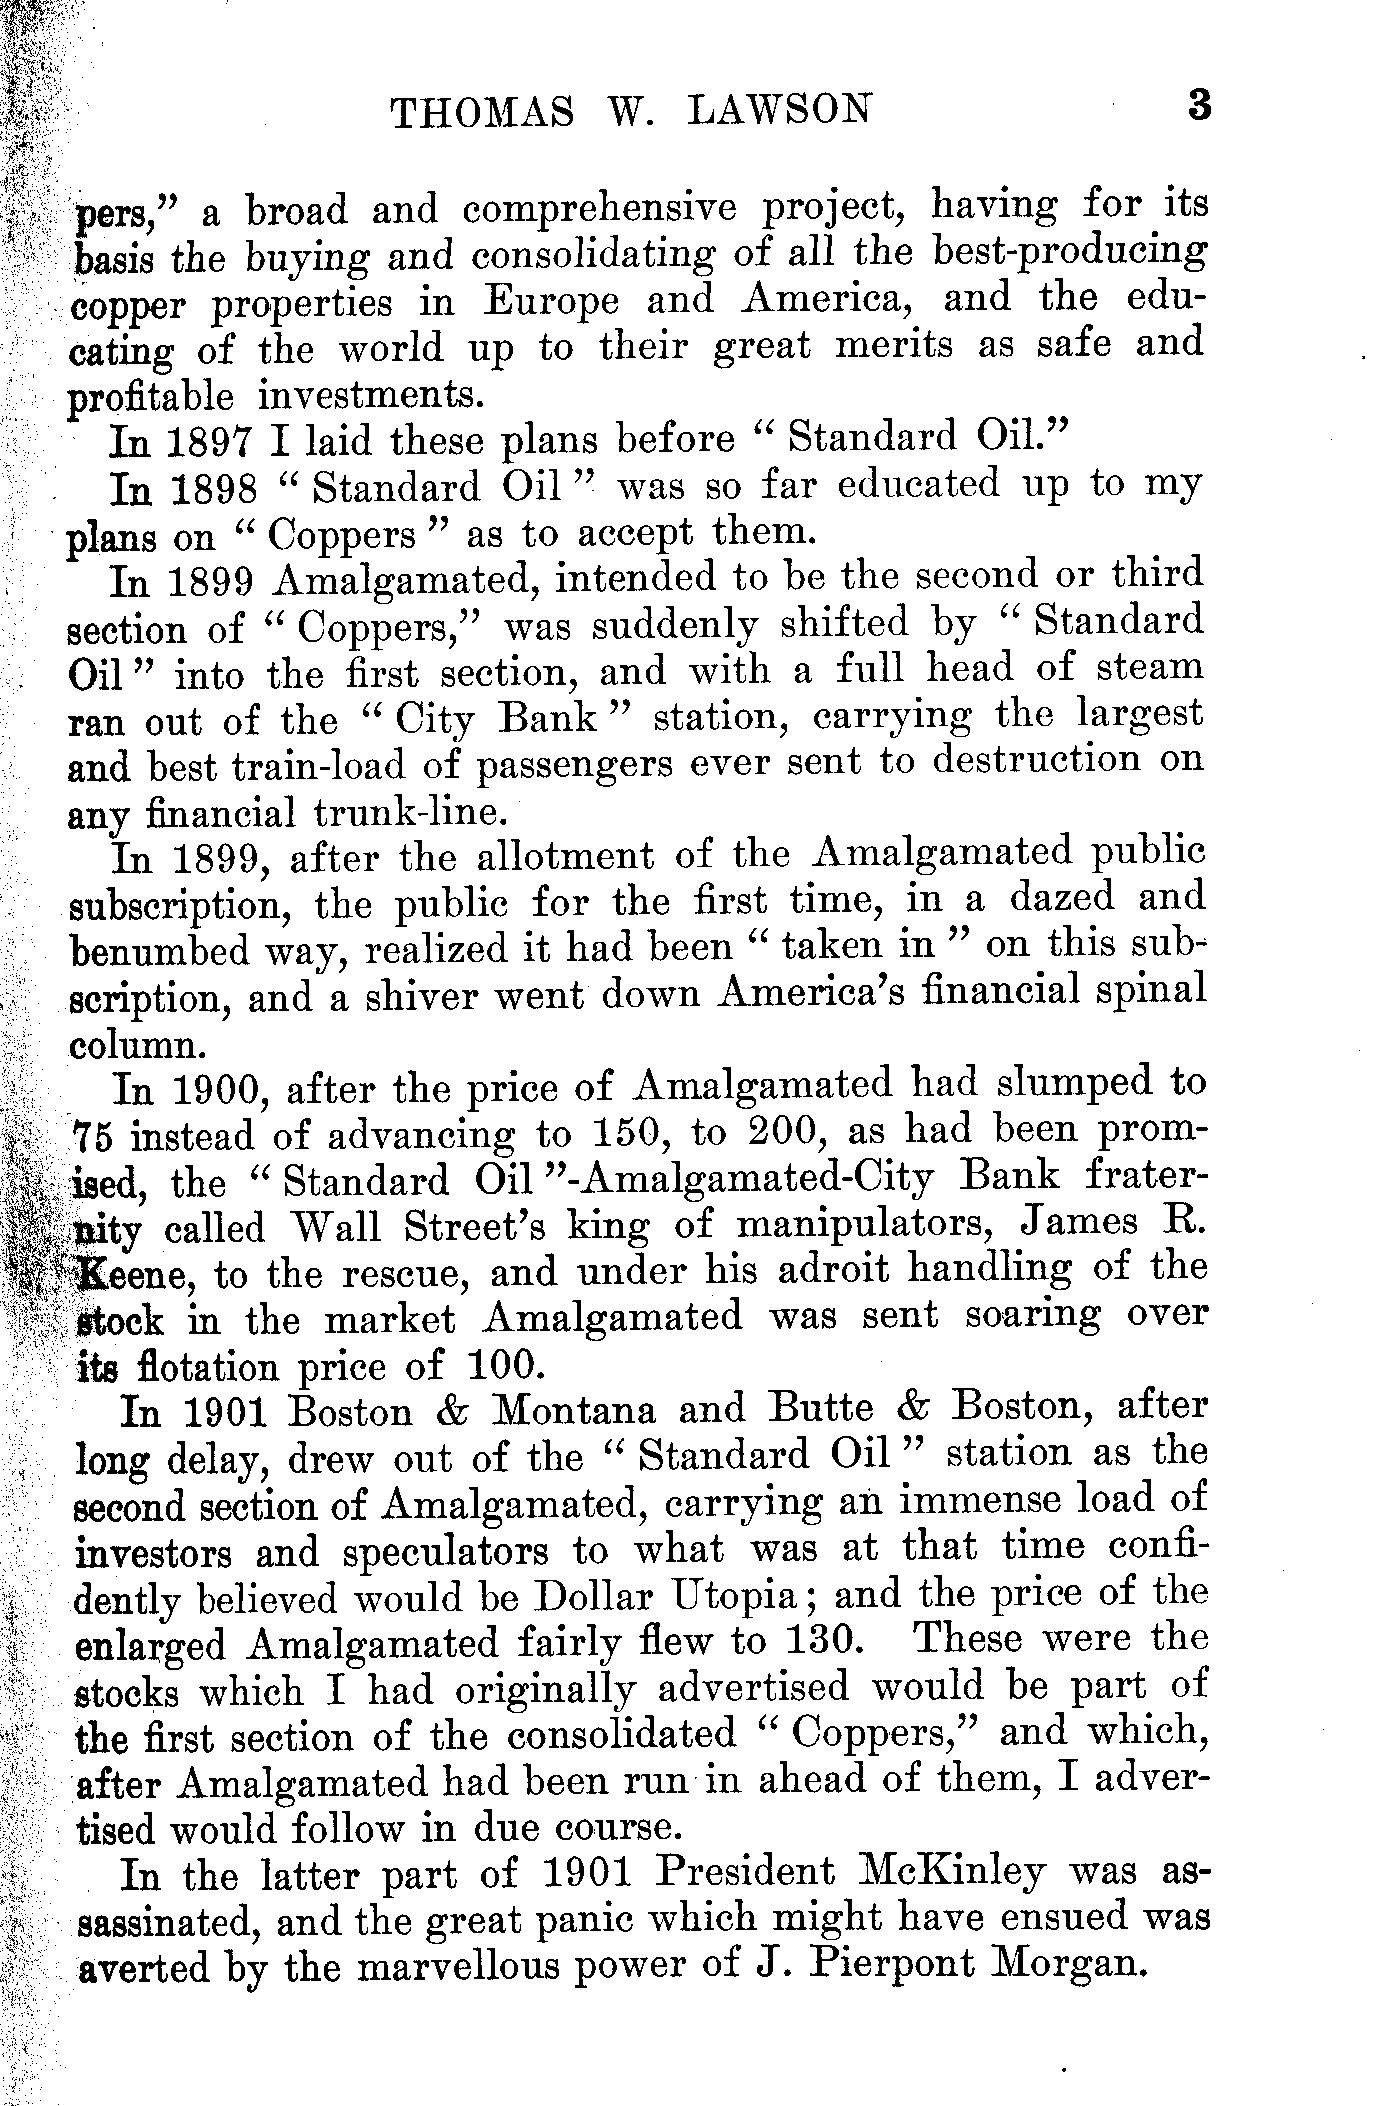 THOMAS W. LAWSON 3
pers,” a broad and comprehensive project, having for its
basis the buying and consolidating of all the best-producing
copper properties in Europe and America, and the edu-
cating of the world up to their great merits as safe and
profitable investments.
In 1897 I laid these plans before “ Standard Oil.”
In 1898 “ Standard Oil ” was so far educated up to my
plans on “ Coppers ” as to accept them.
In 1899 Amalgamated, intended to be the second or third
section of “ Coppers,” was suddenly shifted by “ Standard
Oil ” into the first section, and with a full head of steam
ran out of the “ City Bank ” station, carrying the largest
and best train-load of passengers ever sent to destruction on
any financial trunk-line.
In 1899, after the allotment of the Amalgamated public
subscription, the public for the first time, in a dazed and
benumbed way, realized it had been “ taken in ” on this sub-
scription, and a shiver went down America’s financial spinal
column.
In 1900, after the price of Amalgamated had slumped to
75 instead of advancing to 150, to 200, as had been prom-
ised, the “ Standard Oil ”-Amalgamated-City Bank frater-
nity called Wall Street’s king of manipulators, James R.
Keene, to the rescue, and under his adroit handling of the
stock in the market Amalgamated was sent soaring over
its flotation price of 100.
In 1901 Boston & Montana and Butte & Boston, after
long delay, drew out of the “ Standard Oil ” station as the
second section of Amalgamated, carrying an immense load of
investors and speculators to what was at that time confi-
dently believed would be Dollar Utopia; and the price of the
enlarged Amalgamated fairly flew to 130. These were the
stocks which I had originally advertised would be part of
the first section of the consolidated “ Coppers,” and which,
after Amalgamated had been run in ahead of them, I adver-
tised would follow in due course.
In the latter part of 1901 President McKinley was as-
sassinated, and the great panic which might have ensued was
averted by the marvellous power of J. Pierpont Morgan.